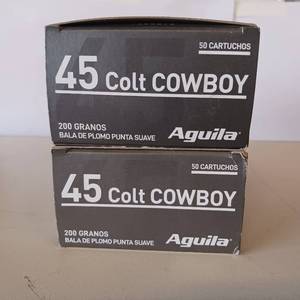 50 CARTUCHOS
45 Colt COWBOY
200 GRANOS
BALA DE PLOMO PUNTA SUAVE
Aguila®
50 CARTUCHOS
45 Colt COWBOY
200 GRANOS
BALA DE PLOMO PUNTA SUAVE
Aguila®